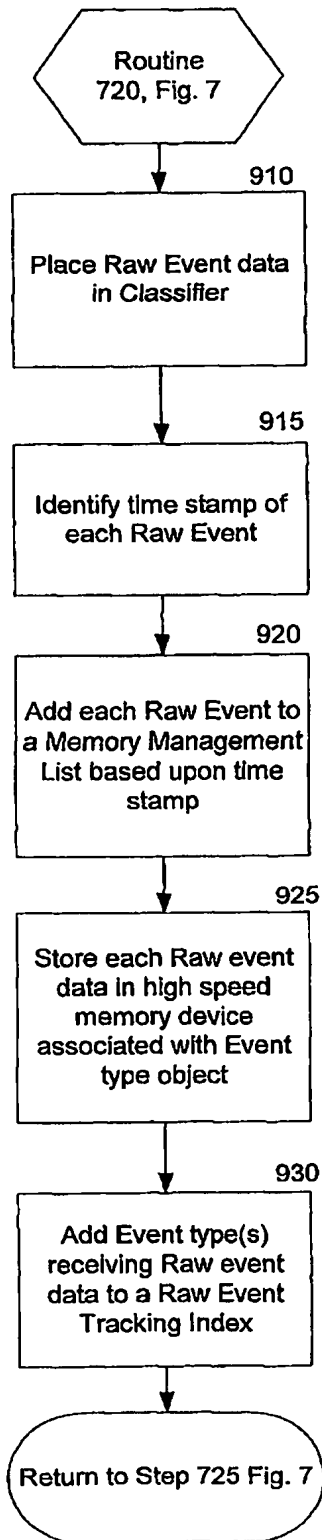 Routine
720, Fig. 7
910
Place Raw Event data
in Classifier
915
Identify time stamp of
each Raw Event
920
Add each Raw Event to
a Memory Management
List based upon time
stamp
925
Store each Raw event
data in high speed
memory device
associated with Event
type object
930
Add Event type(s)
receiving Raw event
data to a Raw Event
Tracking Index
Return to Step 725 Fig. 7